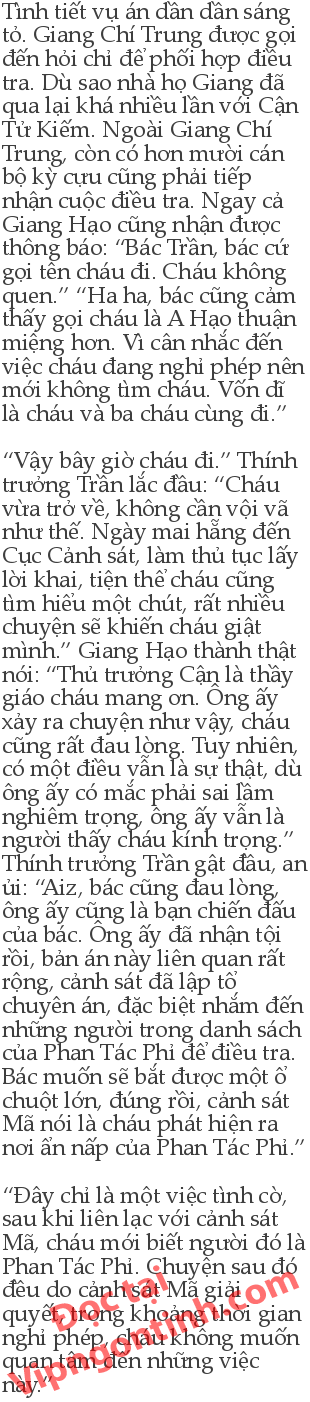 Tình tiết vụ án dần dần sáng
tỏ. Giang Chí Trung được gọi
đến hỏi chỉ để phối hợp điều
tra. Dù sao nhà họ Giang đã
qua lại khá nhiều lần với Cận
Tử Kiếm. Ngoài Giang Chí
Trung, còn có hơn mười cán
bộ kỳ cựu cũng phải tiếp
nhận cuộc điều tra. Ngay cả
Giang Hạo cũng nhận được
thông báo: “Bác Trần, bác cứ
gọi tên cháu đi. Cháu không
quen.” “Ha ha, bác cũng cảm
thấy gọi cháu là A Hạo thuận
miệng hơn. Vì cân nhắc đến
việc cháu đang nghỉ phép nên
mới không tìm cháu. Vốn dĩ
là cháu và ba cháu cùng đi.”
“Vậy bây giờ cháu đi.” Thính
trưởng Trần lắc đầu: “Cháu
vừa trở về, không cần vội vã
như thế. Ngày mai hẵng đến
Cục Cảnh sát, làm thủ tục lấy
lời khai, tiện thể cháu cũng
tìm hiểu một chút, rất nhiều
chuyện sẽ khiến cháu giật
mình.” Giang Hạo thành thật
nói: “Thủ trưởng Cận là thầy
giáo cháu mang ơn. Ông ấy
xảy ra chuyện như vậy, cháu
cũng rất đau lòng. Tuy nhiên,
có một điều vẫn là sự thật, dù
ông ấy có mắc phải sai lầm
nghiêm trọng, ông ấy vẫn là
người thấy cháu kính trọng.”
Thính trưởng Trần gật đầu, an
ủi: “Aiz, bác cũng đau lòng,
ông ấy cũng là bạn chiến đấu
của bác. Ông ấy đã nhận tội
rồi, bản án này liên quan rất
rộng, cảnh sát đã lập tổ
chuyên án, đặc biệt nhắm đến
những người trong danh sách
của Phan Tác Phỉ để điều tra.
Bác muốn sẽ bắt được một ổ
chuột lớn, đúng rồi, cảnh sát
Mã nói là cháu phát hiện ra
nơi ẩn nấp của Phan Tác Phỉ.”
“Đây chỉ là một việc tình cờ,
sau khi liên lạc với cảnh sát
Mã, cháu mới biết người đó là
Phan Tác Phỉ. Chuyện sau đó
đều do cảnh sát Mã giải
quyết, trong khoảng thời gian
nghỉ phép, cháu không muốn
quan tâm đến những việc
này.”
Đọc tại
Vipngontinh.com